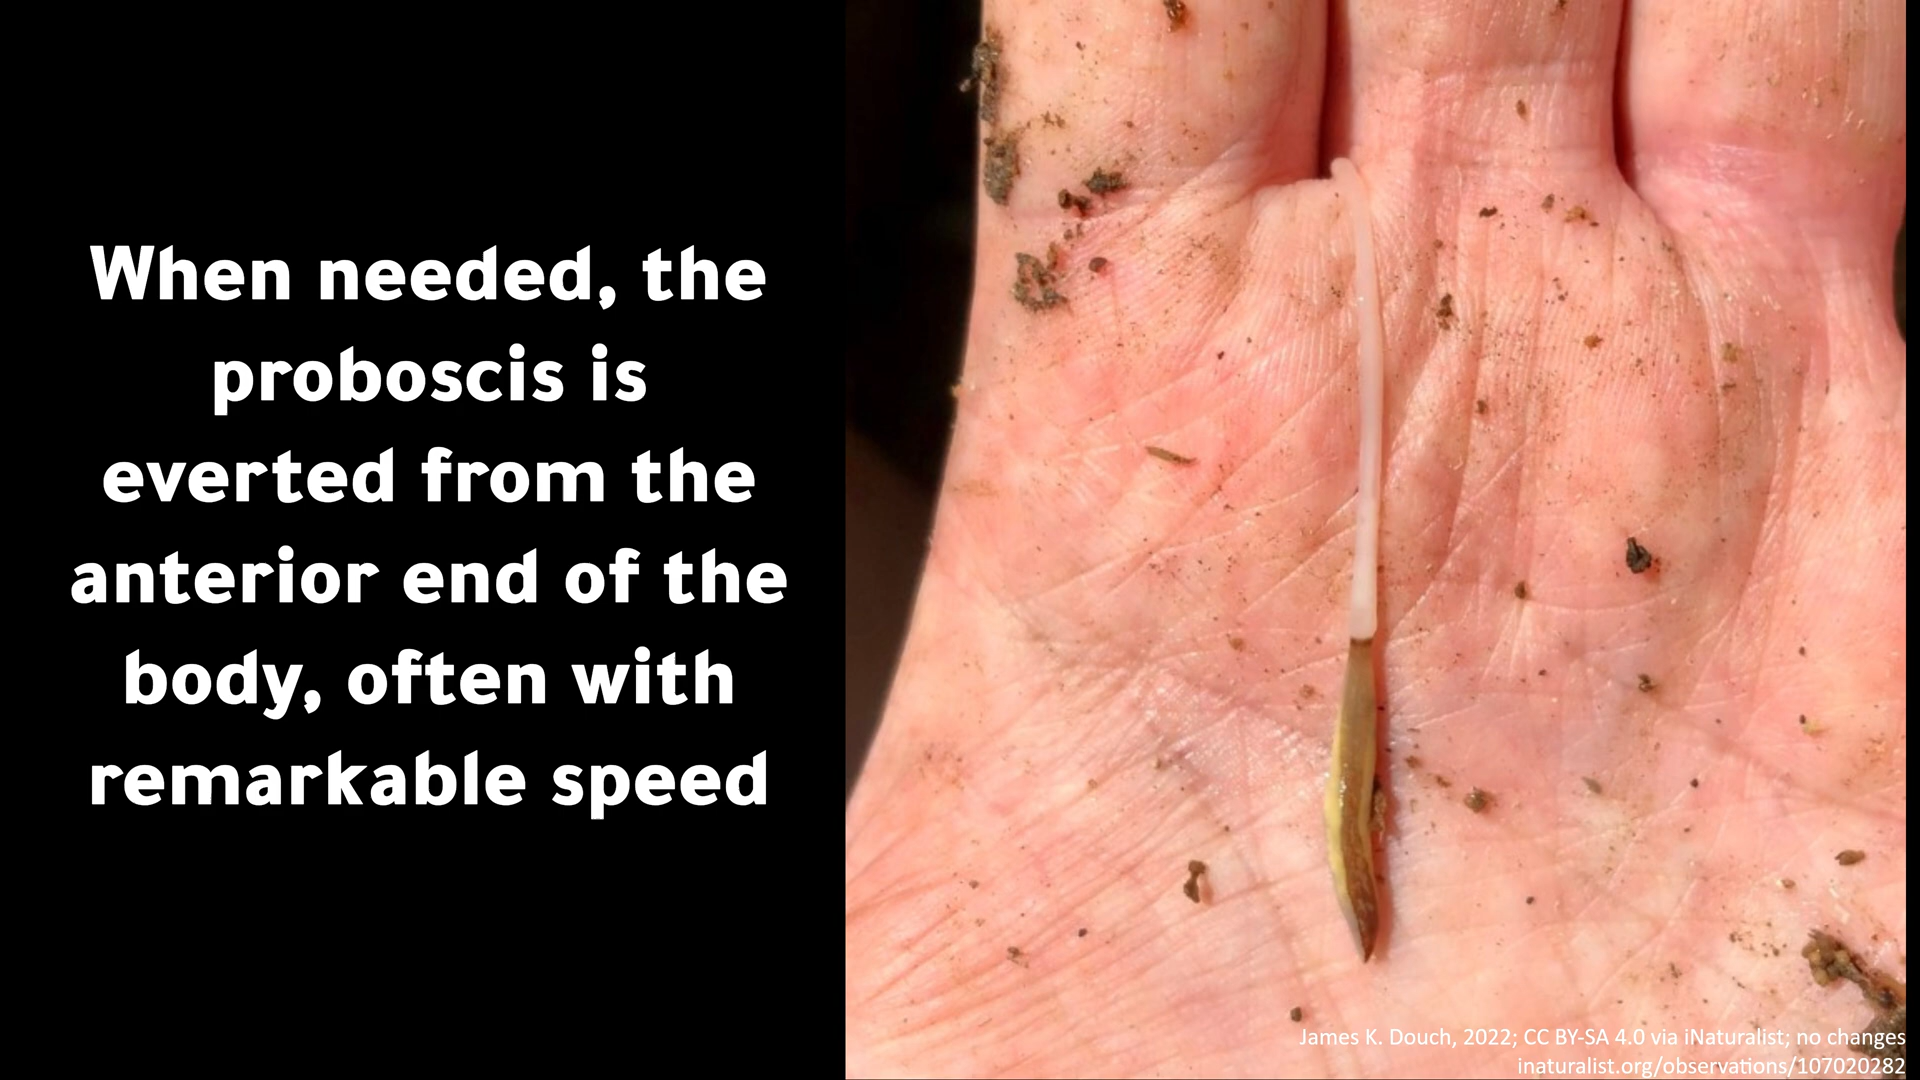 When needed, the
proboscis is
everted from the
anterior end of the
body, often with
remarkable speed
James K. Douch, 2022; CC BY-SA 4.0 via iNaturalist; no changes
inaturalist.org/observations/107020282